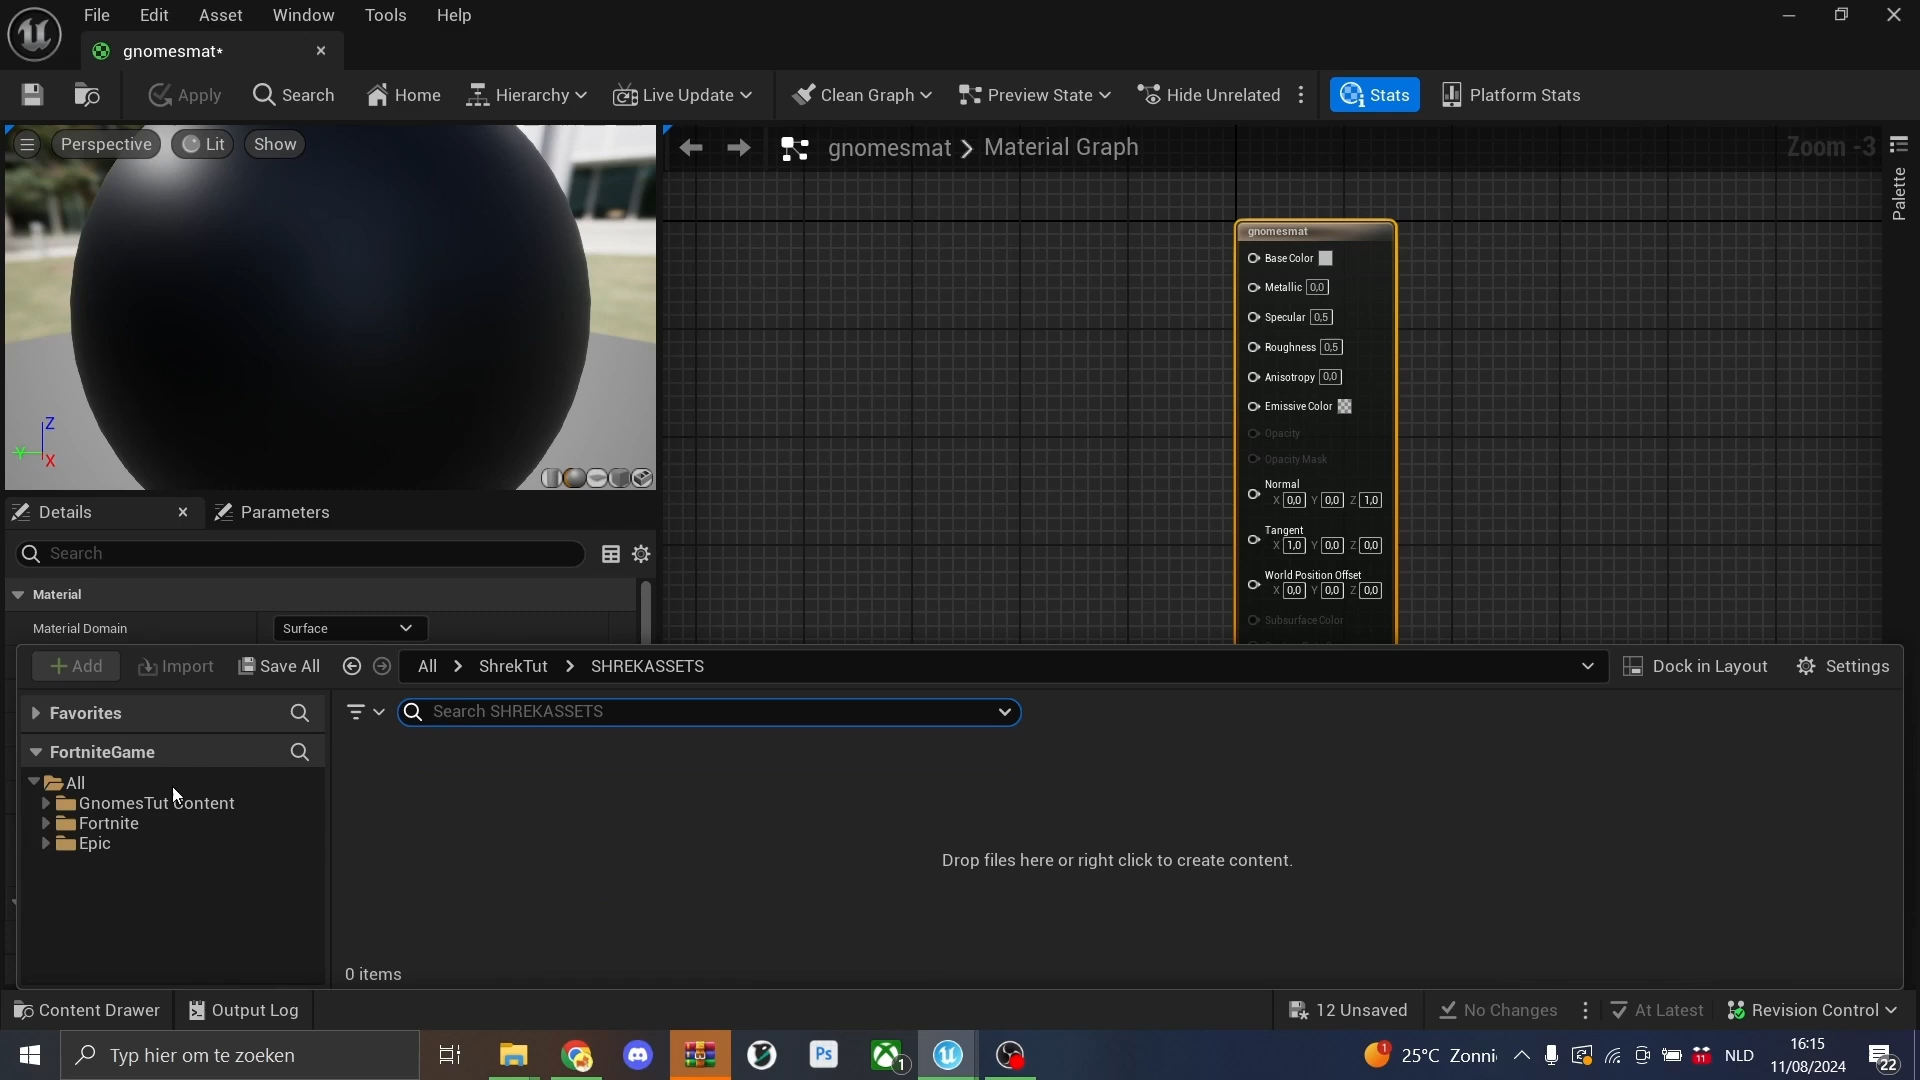 File Edit Asset Window Tools Help
gnomesmat*
Apply Search Home Hierarchy Live Update Clean Graph Preview State Hide Unrelated Stats Platform Stats
Perspective Lit Show
gnomesmat Material Graph Zoom -3
Palette
gnomesmat
Base Color
Metallic 0,0
Specular 0,5
Roughness 0,5
Anisotropy 0,0
Emissive Color
Opacity
Opacity Mask
Normal
X 0,0 Y 0,0 Z 1,0
Tangent
X 1,0 Y 0,0 Z 0,0
World Position Offset
X 0,0 Y 0,0 Z 0,0
Subsurface Color
Z
Y
X
Details Parameters
Search
Material
Material Domain Surface
Add Import Save All All ShrekTut SHREKASSETS Dock in Layout Settings
Favorites
Search SHREKASSETS
FortniteGame
All
GnomesTut Content
Fortnite
Epic
Drop files here or right click to create content.
0 items
Content Drawer Output Log 12 Unsaved No Changes At Latest Revision Control
Typ hier om te zoeken Ps 1 1 25°C Zonni 11 NLD 16:15
11/08/2024 22